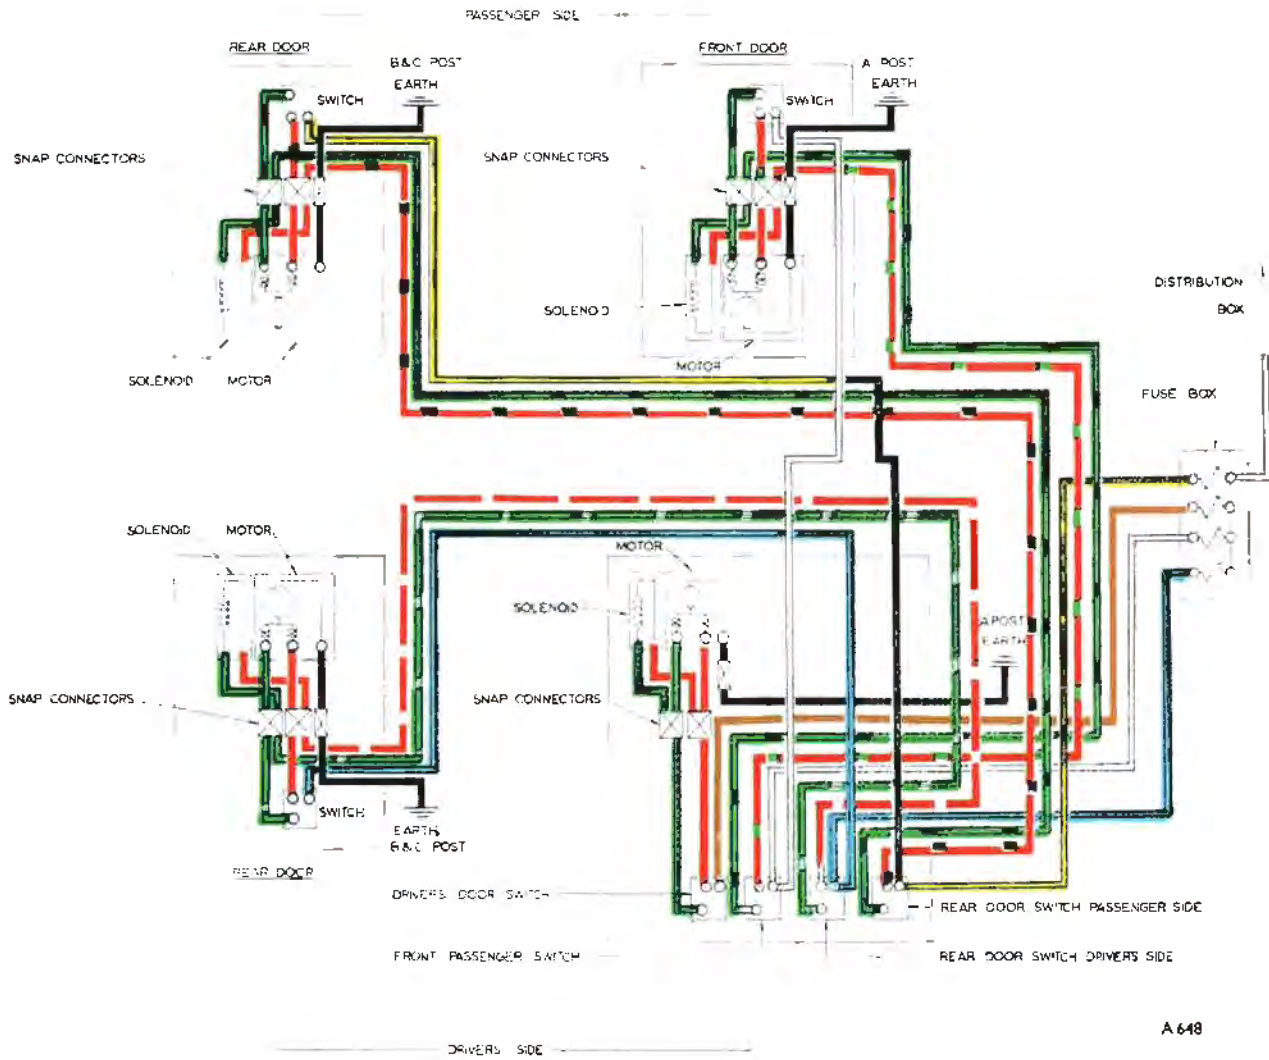 PASSENGER SIDE
REAR DOOR
FRONT DOOR
B&C POST
EARTH
A POST
EARTH
SWITCH
SWITCH
SNAP CONNECTORS
SNAP CONNECTORS
DISTRIBUTION
BOX
SOLENOID
MOTOR
SOLENOID MOTOR
FUSE BOX
SOLENOID MOTOR
MOTOR
SOLENOID
A POST
EARTH
SNAP CONNECTORS
SNAP CONNECTORS
SWITCH
EARTH
B&C POST
REAR DOOR
DRIVERS DOOR SWITCH
REAR DOOR SWITCH PASSENGER SIDE
FRONT PASSENGER SWITCH
REAR DOOR SWITCH DRIVERS SIDE
A 648
DRIVERS SIDE